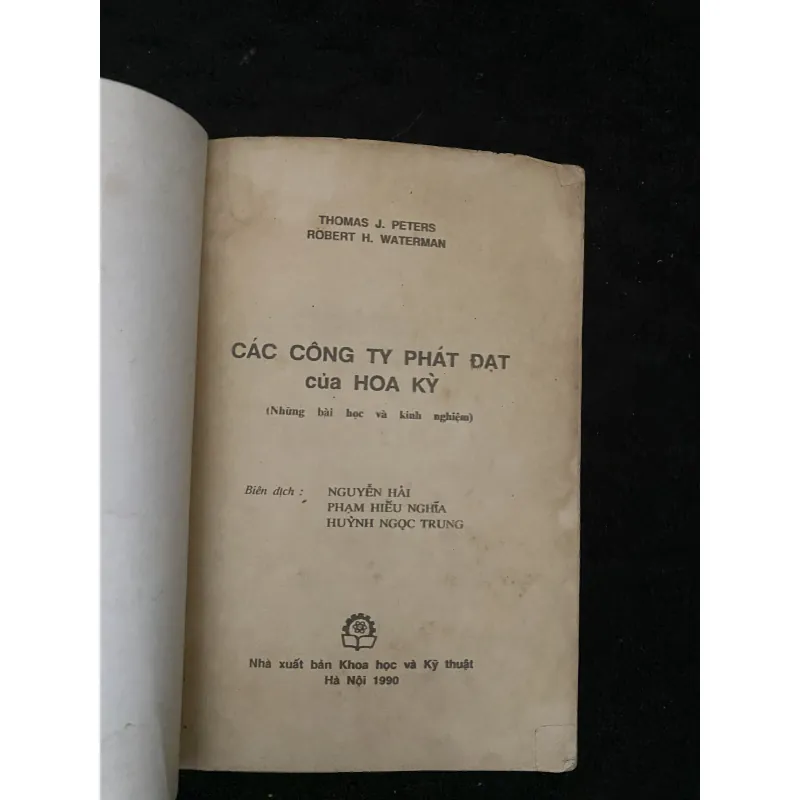 THOMAS J. PETERS
ROBERT H. WATERMAN
CÁC CÔNG TY PHÁT ĐẠT
của HOA KỲ
(Những bài học và kinh nghiệm)
Biên dịch : NGUYỄN HẢI
PHẠM HIẾU NGHĨA
HUỲNH NGỌC TRUNG
Nhà xuất bản Khoa học và Kỹ thuật
Hà Nội 1990